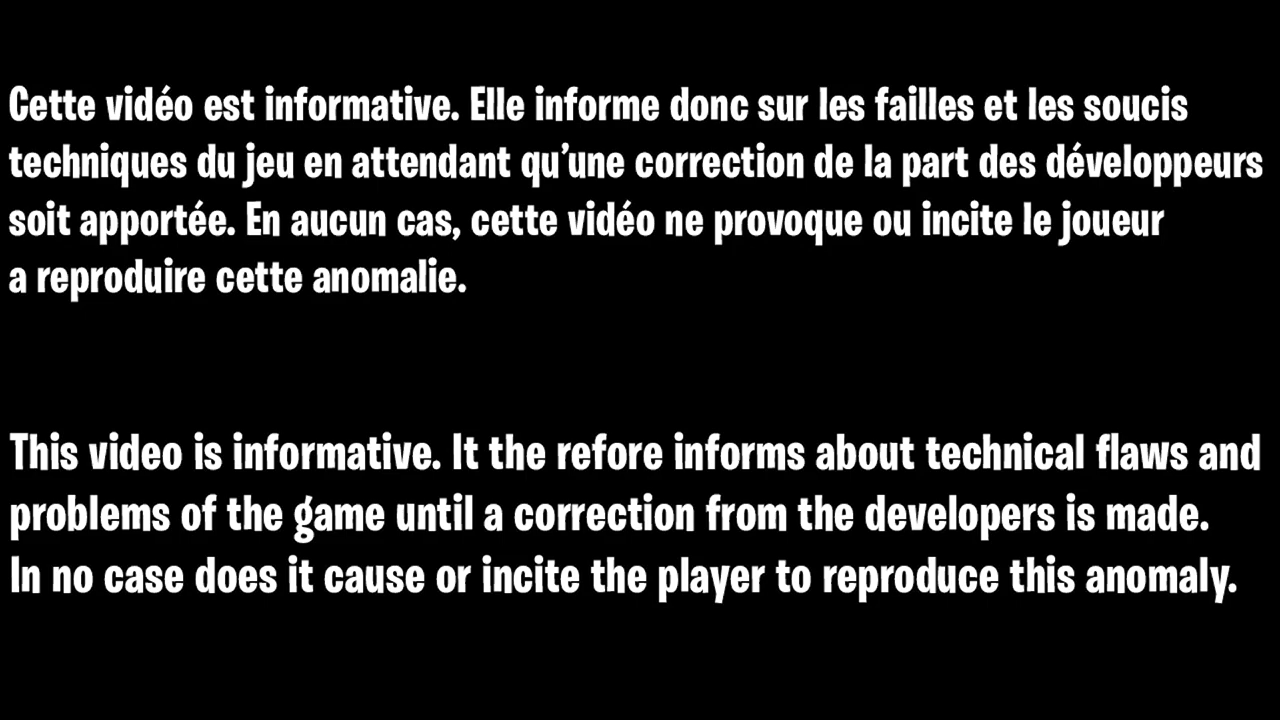 Cette vidéo est informative. Elle informe donc sur les failles et les soucis
techniques du jeu en attendant qu'une correction de la part des développeurs
soit apportée. En aucun cas, cette vidéo ne provoque ou incite le joueur
a reproduire cette anomalie.
This video is informative. It the refore informs about technical flaws and
problems of the game until a correction from the developers is made.
In no case does it cause or incite the player to reproduce this anomaly.